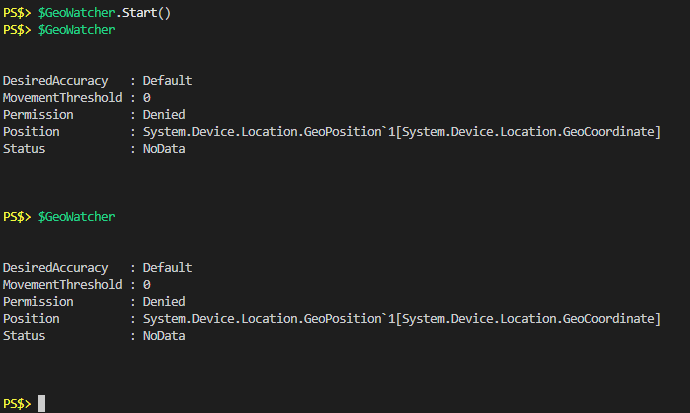 PS$> $GeoWatcher.Start()
PS$> $GeoWatcher
DesiredAccuracy   : Default
MovementThreshold : 0
Permission        : Denied
Position          : System.Device.Location.GeoPosition`1[System.Device.Location.GeoCoordinate]
Status            : NoData
PS$> $GeoWatcher
DesiredAccuracy   : Default
MovementThreshold : 0
Permission        : Denied
Position          : System.Device.Location.GeoPosition`1[System.Device.Location.GeoCoordinate]
Status            : NoData
PS$>